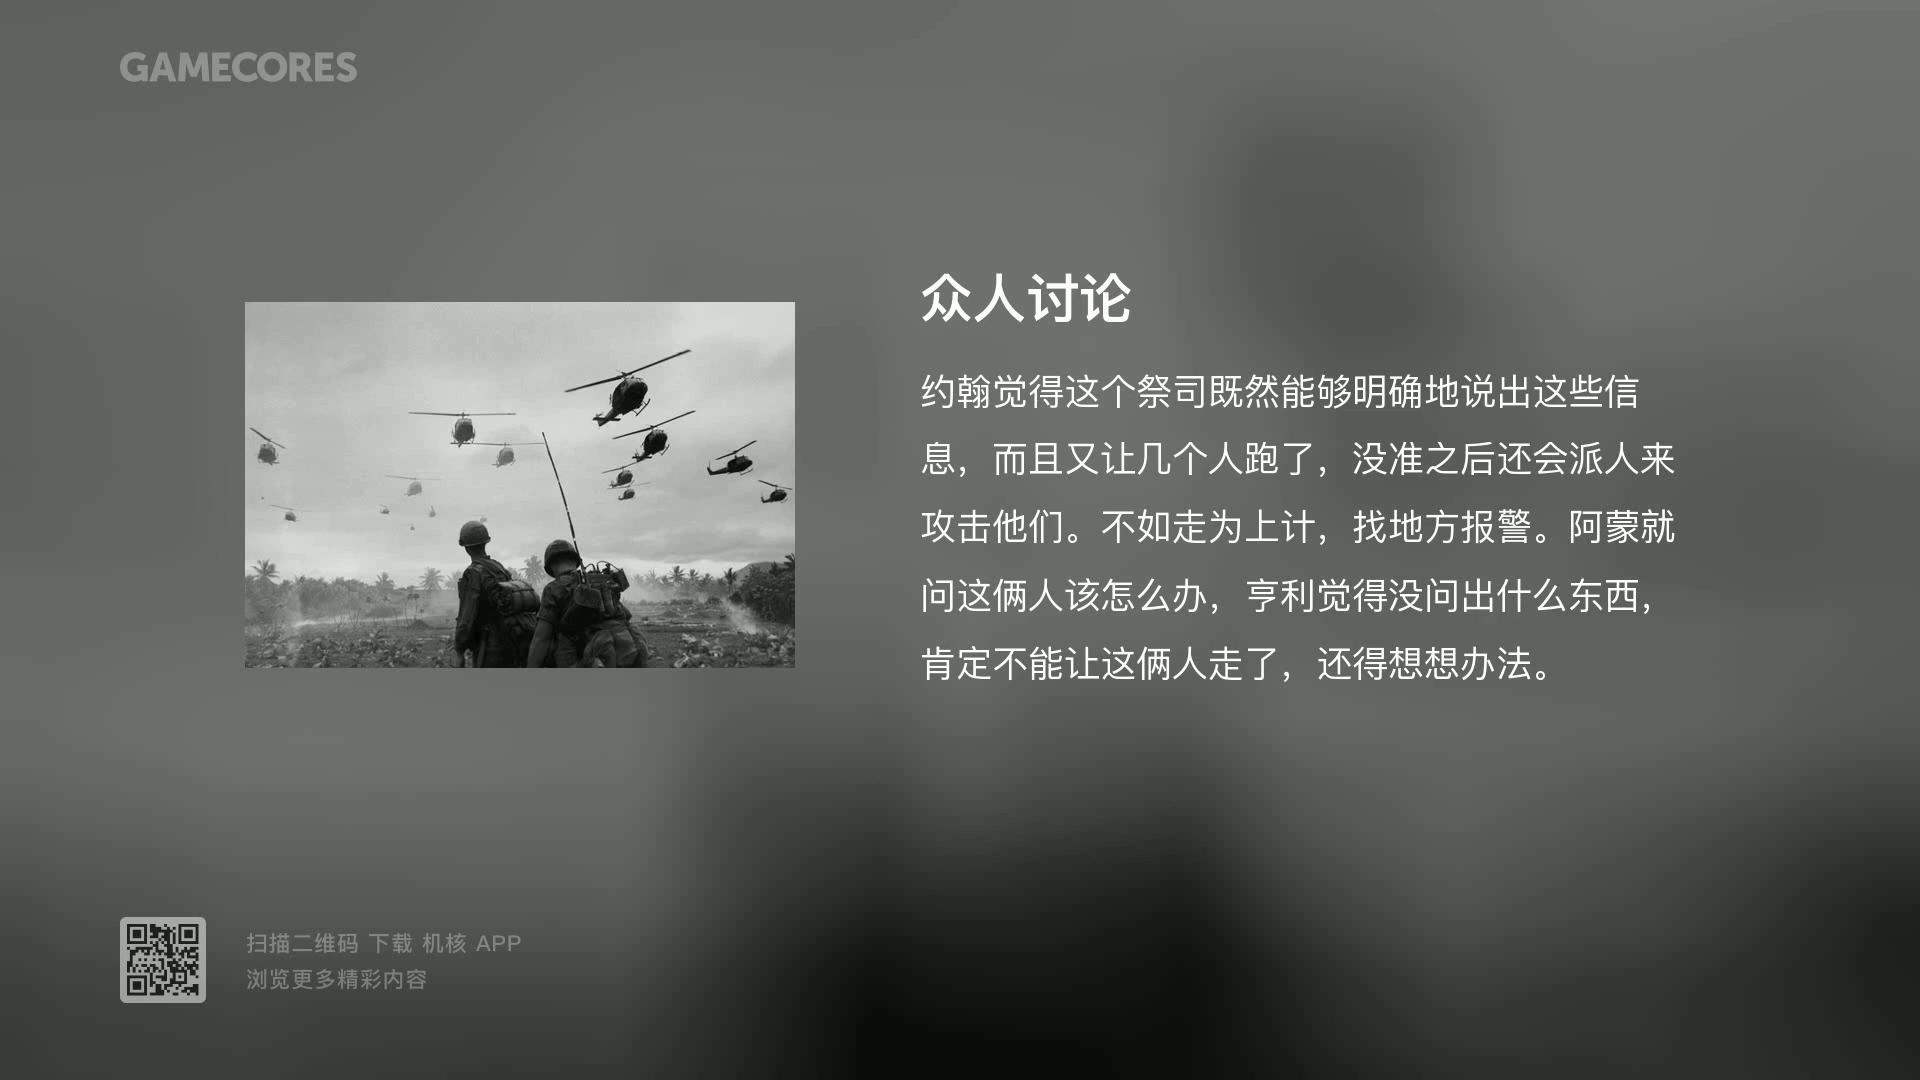 GAMECORES
众人讨论
约翰觉得这个祭司既然能够明确地说出这些信
息，而且又让几个人跑了，没准之后还会派人来
攻击他们。不如走为上计，找地方报警。阿蒙就
问这俩人该怎么办，亨利觉得没问出什么东西，
肯定不能让这俩人走了，还得想想办法。
扫描二维码 下载 机核 APP
浏览更多精彩内容